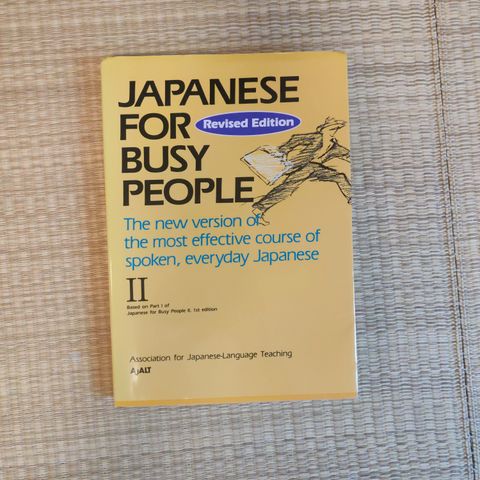 JAPANESE
FOR Revised Edition
BUSY
PEOPLE
The new version of
the most effective course of
spoken, everyday Japanese
II
Based on Part I of
Japanese for Busy People II, 1st edition
Association for Japanese-Language Teaching
AJALT